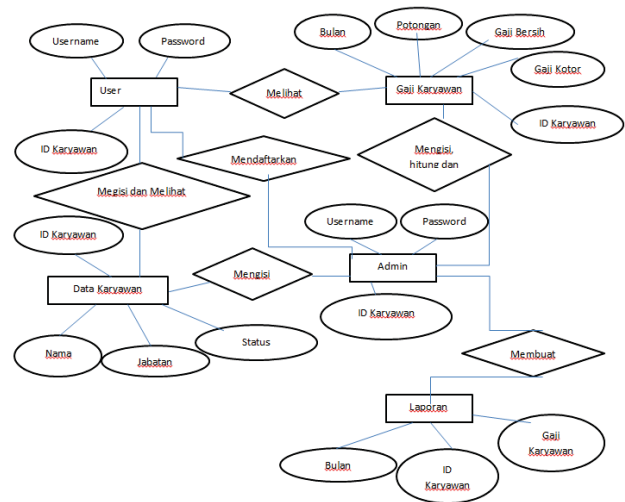 Username
Password
Bulan
Potongan
Gaji Bersih
Gaji Kotor
User
Melihat
Gaji Karyawan
ID Karyawan
ID Karyawan
Mendaftarkan
Mengisi,
hitung dan
Megisi dan Melihat
ID Karyawan
Username
Password
Data Karyawan
Mengisi
Admin
ID Karyawan
Nama
Jabatan
Status
Membuat
Laporan
Bulan
ID
Karyawan
Gaji
Karyawan